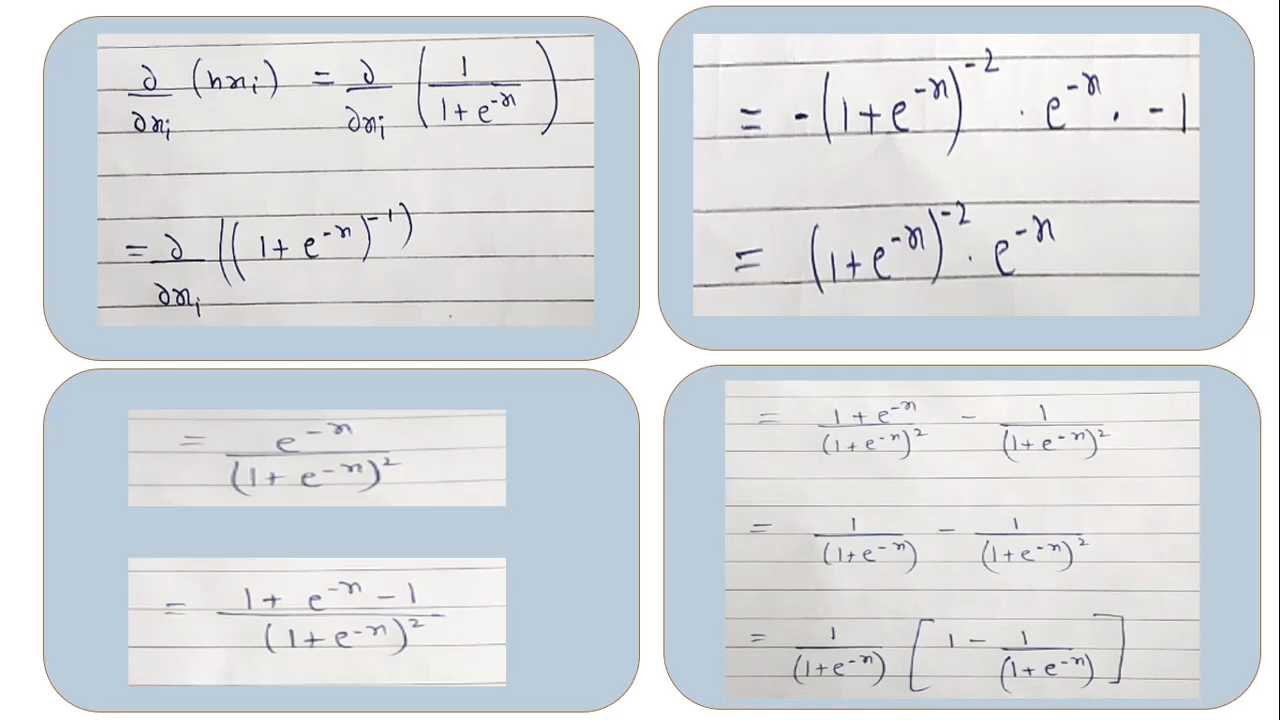 ∂/∂x_i (hx_i) = ∂/∂x_i (1/(1+e^-x))
= ∂/∂x_i ((1+e^-x)^-1)
= -(1+e^-x)^-2 · e^-x · -1
= (1+e^-x)^-2 · e^-x
= e^-x/(1+e^-x)^2
= (1+e^-x -1)/(1+e^-x)^2
= (1+e^-x)/(1+e^-x)^2 - 1/(1+e^-x)^2
= 1/(1+e^-x) - 1/(1+e^-x)^2
= 1/(1+e^-x) [1 - 1/(1+e^-x)]